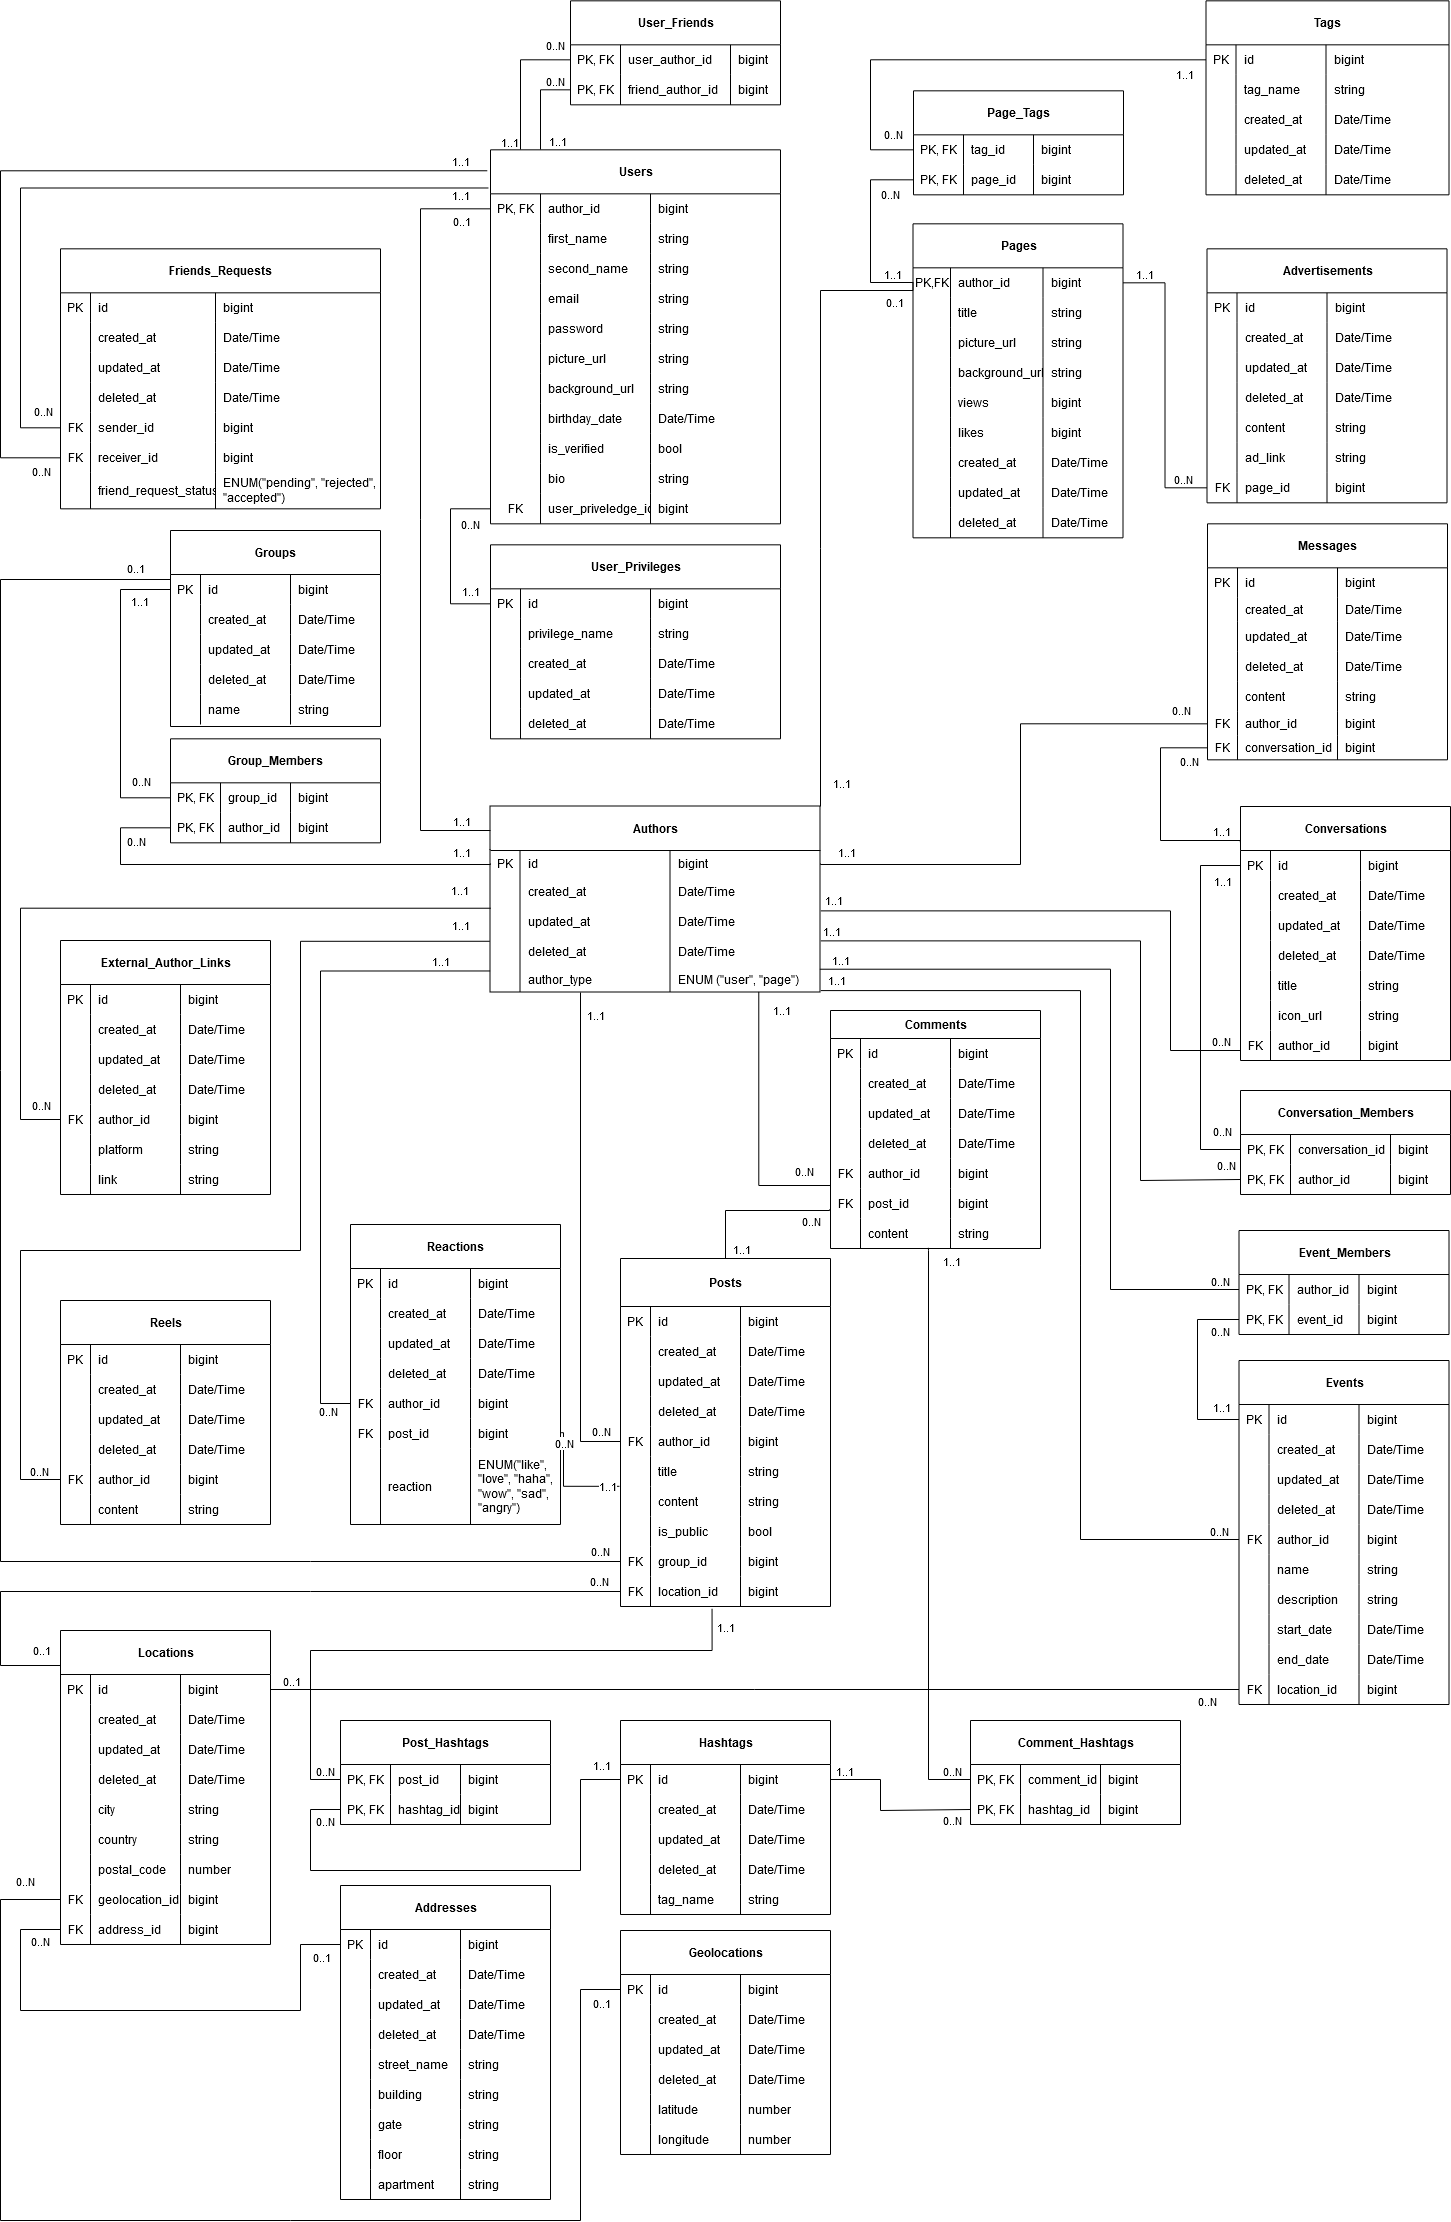 User_Friends
PK, FK user_author_id bigint
PK, FK friend_author_id bigint
0..N
0..N
1..1
1..1
Tags
PK id bigint
tag_name string
created_at Date/Time
updated_at Date/Time
deleted_at Date/Time
1..1
Page_Tags
PK, FK tag_id bigint
PK, FK page_id bigint
0..N
0..N
Users
PK, FK author_id bigint
first_name string
second_name string
email string
password string
picture_url string
background_url string
birthday_date Date/Time
is_verified bool
bio string
FK user_priveledge_id bigint
1..1
1..1
0..1
0..N
Pages
PK,FK author_id bigint
title string
picture_url string
background_url string
views bigint
likes bigint
created_at Date/Time
updated_at Date/Time
deleted_at Date/Time
1..1
0..1
1..1
Friends_Requests
PK id bigint
created_at Date/Time
updated_at Date/Time
deleted_at Date/Time
FK sender_id bigint
FK receiver_id bigint
friend_request_status ENUM("pending", "rejected",
"accepted")
0..N
0..N
Advertisements
PK id bigint
created_at Date/Time
updated_at Date/Time
deleted_at Date/Time
content string
ad_link string
FK page_id bigint
0..N
Groups
PK id bigint
created_at Date/Time
updated_at Date/Time
deleted_at Date/Time
name string
0..1
1..1
User_Privileges
PK id bigint
privilege_name string
created_at Date/Time
updated_at Date/Time
deleted_at Date/Time
1..1
Messages
PK id bigint
created_at Date/Time
updated_at Date/Time
deleted_at Date/Time
content string
FK author_id bigint
FK conversation_id bigint
0..N
0..N
Group_Members
PK, FK group_id bigint
PK, FK author_id bigint
0..N
0..N
Authors
PK id bigint
created_at Date/Time
updated_at Date/Time
deleted_at Date/Time
author_type ENUM ("user", "page")
1..1
1..1
1..1
1..1
1..1
1..1
1..1
1..1
1..1
1..1
1..1
1..1
1..1
Conversations
PK id bigint
created_at Date/Time
updated_at Date/Time
deleted_at Date/Time
title string
icon_url string
FK author_id bigint
1..1
1..1
0..N
External_Author_Links
PK id bigint
created_at Date/Time
updated_at Date/Time
deleted_at Date/Time
FK author_id bigint
platform string
link string
0..N
Comments
PK id bigint
created_at Date/Time
updated_at Date/Time
deleted_at Date/Time
FK author_id bigint
FK post_id bigint
content string
0..N
0..N
1..1
Conversation_Members
PK, FK conversation_id bigint
PK, FK author_id bigint
0..N
0..N
Reactions
PK id bigint
created_at Date/Time
updated_at Date/Time
deleted_at Date/Time
FK author_id bigint
FK post_id bigint
reaction ENUM("like",
"love", "haha",
"wow", "sad",
"angry")
0..N
0..N
Event_Members
PK, FK author_id bigint
PK, FK event_id bigint
0..N
0..N
Posts
PK id bigint
created_at Date/Time
updated_at Date/Time
deleted_at Date/Time
FK author_id bigint
title string
content string
is_public bool
FK group_id bigint
FK location_id bigint
1..1
0..N
1..1
0..N
0..N
1..1
Reels
PK id bigint
created_at Date/Time
updated_at Date/Time
deleted_at Date/Time
FK author_id bigint
content string
0..N
Events
PK id bigint
created_at Date/Time
updated_at Date/Time
deleted_at Date/Time
FK author_id bigint
name string
description string
start_date Date/Time
end_date Date/Time
FK location_id bigint
1..1
0..N
0..N
Locations
PK id bigint
created_at Date/Time
updated_at Date/Time
deleted_at Date/Time
city string
country string
postal_code number
FK geolocation_id bigint
FK address_id bigint
0..1
0..1
0..N
0..N
Post_Hashtags
PK, FK post_id bigint
PK, FK hashtag_id bigint
0..N
0..N
Hashtags
PK id bigint
created_at Date/Time
updated_at Date/Time
deleted_at Date/Time
tag_name string
1..1
1..1
Comment_Hashtags
PK, FK comment_id bigint
PK, FK hashtag_id bigint
0..N
0..N
Addresses
PK id bigint
created_at Date/Time
updated_at Date/Time
deleted_at Date/Time
street_name string
building string
gate string
floor string
apartment string
0..1
Geolocations
PK id bigint
created_at Date/Time
updated_at Date/Time
deleted_at Date/Time
latitude number
longitude number
0..1